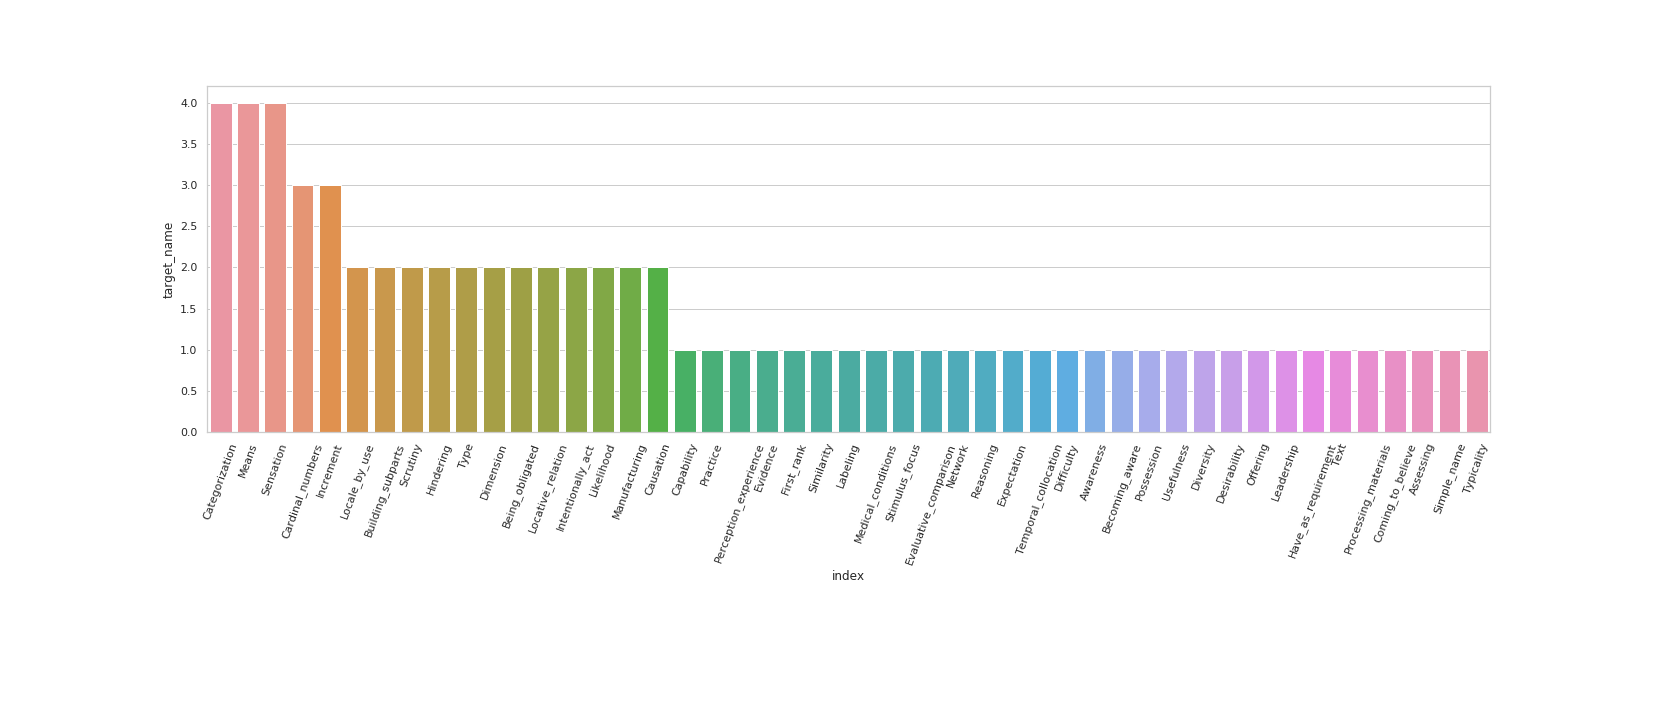 4.0
3.5
3.0
2.5
2.0
1.5
1.0
0.5
0.0
target_name
Categorization
Means
Sensation
Cardinal_numbers
Increment
Locale_by_use
Building_subparts
Scrutiny
Hindering
Type
Dimension
Being_obligated
Locative_relation
Intentionally_act
Likelihood
Manufacturing
Causation
Capability
Practice
Perception_experience
Evidence
First_rank
Similarity
Labeling
Medical_conditions
Stimulus_focus
Evaluative_comparison
Network
Reasoning
Expectation
Temporal_collocation
Difficulty
Awareness
Becoming_aware
Possession
Usefulness
Diversity
Desirability
Offering
Leadership
Have_as_requirement
Text
Processing_materials
Coming_to_believe
Assessing
Simple_name
Typicality
index